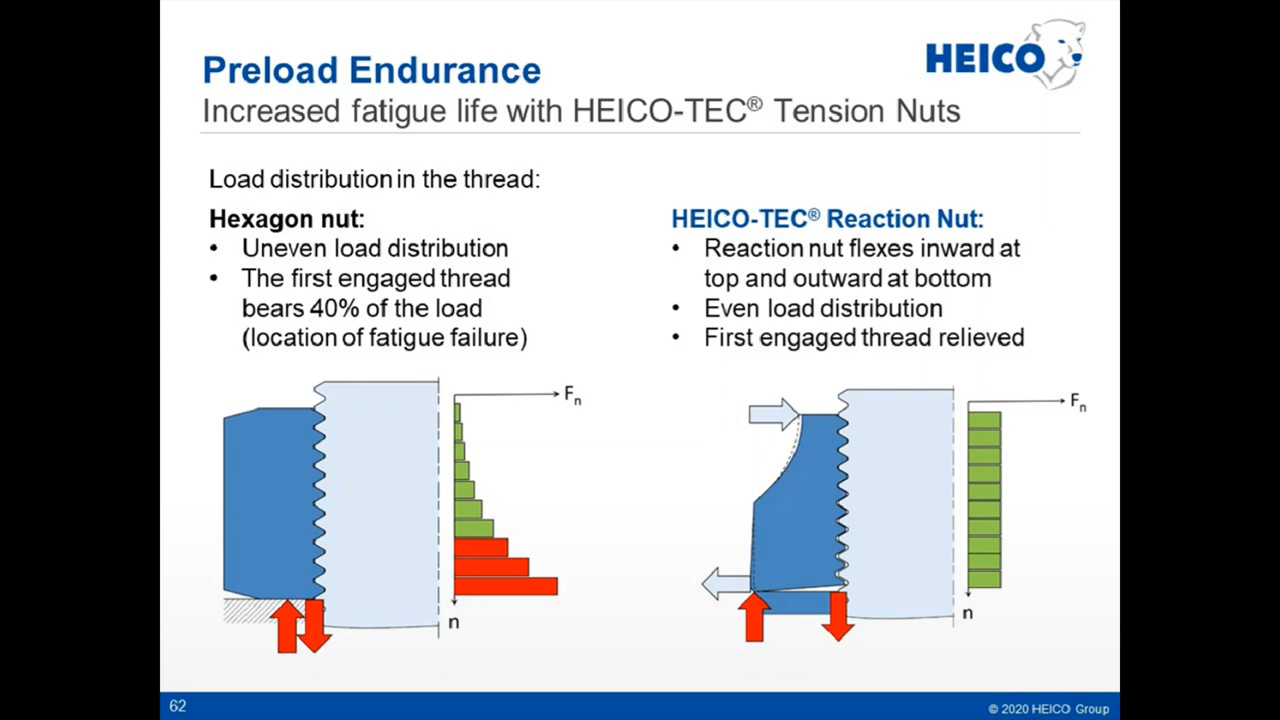 HEICO
Preload Endurance
Increased fatigue life with HEICO-TEC® Tension Nuts
Load distribution in the thread:
Hexagon nut:
• Uneven load distribution
• The first engaged thread
bears 40% of the load
(location of fatigue failure)
HEICO-TEC® Reaction Nut:
• Reaction nut flexes inward at
top and outward at bottom
• Even load distribution
• First engaged thread relieved
Fn
n
Fn
n
62
© 2020 HEICO Group